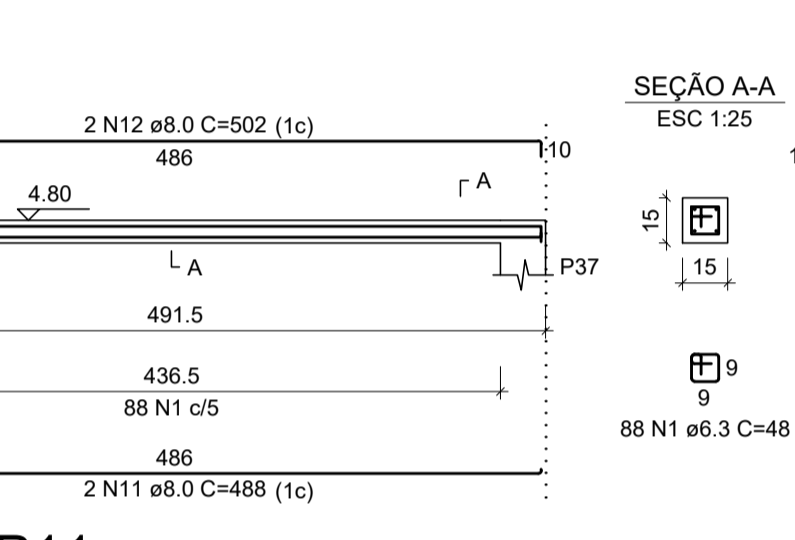 SEÇÃO A-A
ESC 1:25
2 N12 ø8.0 C=502 (1c)
486
10
4.80
A
A
P37
15
15
491.5
436.5
88 N1 c/5
9
9
88 N1 ø6.3 C=48
486
2 N11 ø8.0 C=488 (1c)